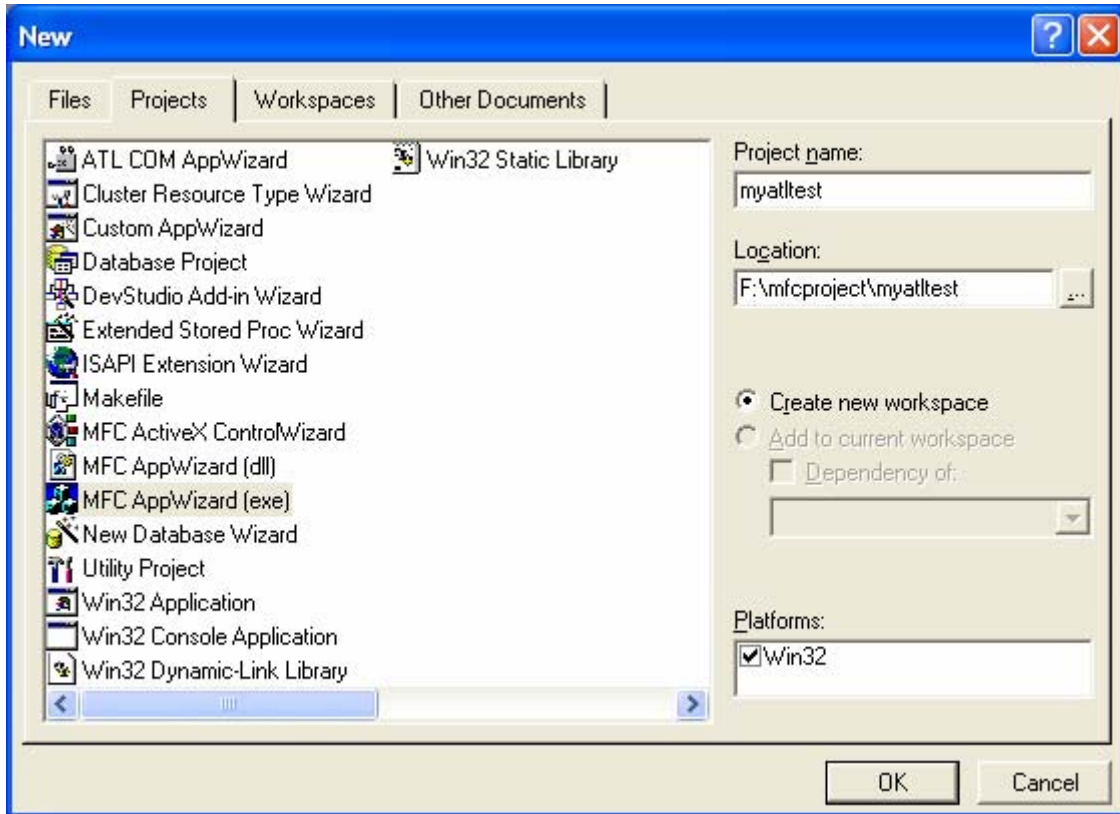 New
Files
Projects
Workspaces
Other Documents
ATL COM AppWizard
Cluster Resource Type Wizard
Custom AppWizard
Database Project
DevStudio Add-in Wizard
Extended Stored Proc Wizard
ISAPI Extension Wizard
Makefile
MFC ActiveX ControlWizard
MFC AppWizard (dll)
MFC AppWizard (exe)
New Database Wizard
Utility Project
Win32 Application
Win32 Console Application
Win32 Dynamic-Link Library
Win32 Static Library
Project name:
myatltest
Location:
F:\mfcproject\myatltest
...
Create new workspace
Add to current workspace
Dependency of:
Platforms:
Win32
OK
Cancel